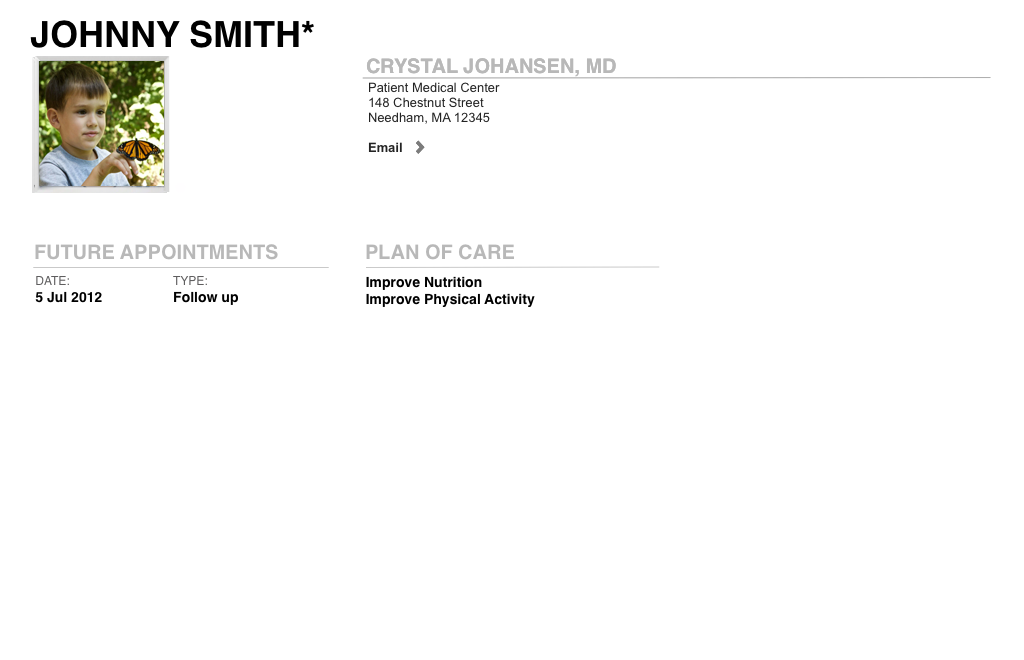 JOHNNY SMITH*
CRYSTAL JOHANSEN, MD
Patient Medical Center
148 Chestnut Street
Needham, MA 12345
Email
FUTURE APPOINTMENTS
DATE: TYPE:
5 Jul 2012 Follow up
PLAN OF CARE
Improve Nutrition
Improve Physical Activity